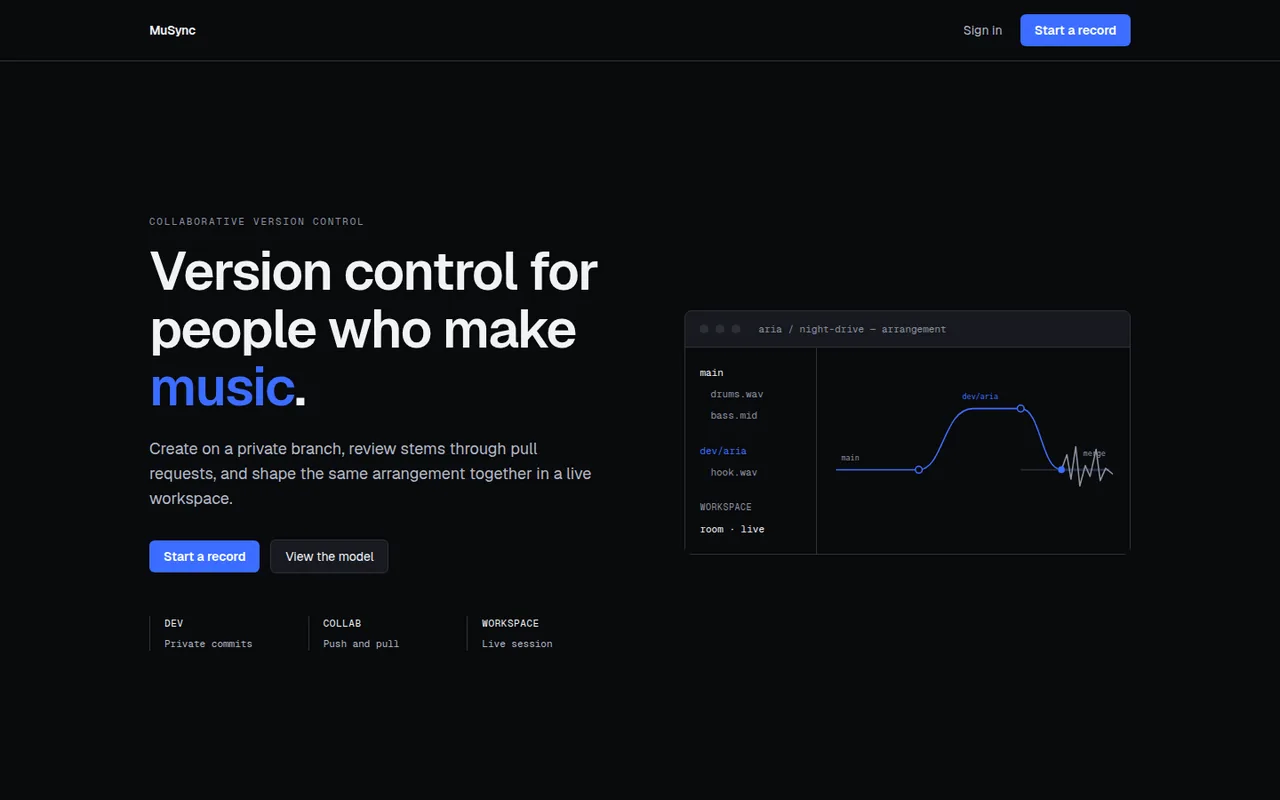 MuSync
Sign In
Start a record
COLLABORATIVE VERSION CONTROL
Version control for
people who make
music.
Create on a private branch, review stems through pull
requests, and shape the same arrangement together in a live
workspace.
Start a record
View the model
DEV
Private commits
COLLAB
Push and pull
WORKSPACE
Live session
aria / night-drive — arrangement
main
drums.wav
bass.mid
dev/aria
hook.wav
WORKSPACE
room · live
dev/aria
main
merge